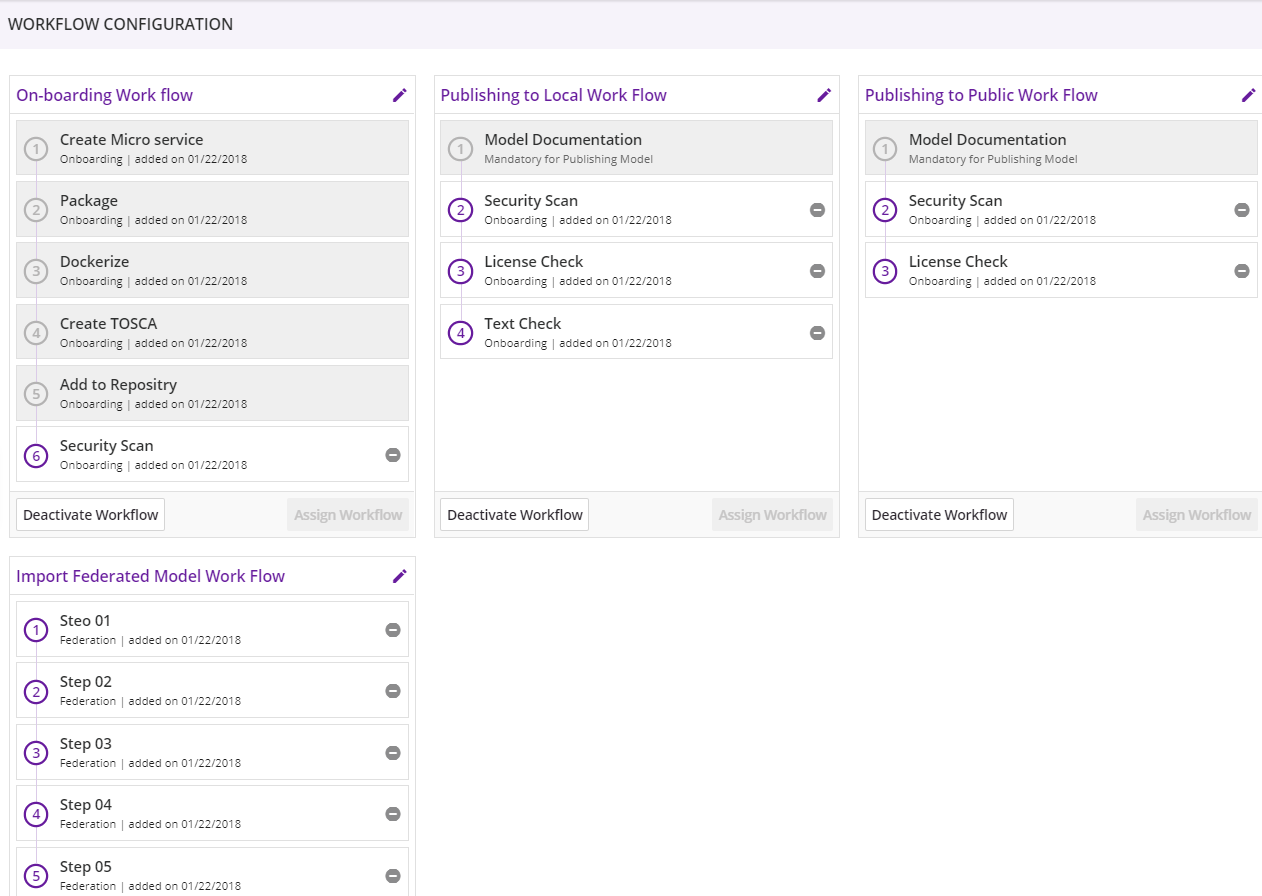 WORKFLOW CONFIGURATION
On-boarding Work flow
1
Create Micro service
Onboarding | added on 01/22/2018
2
Package
Onboarding | added on 01/22/2018
3
Dockerize
Onboarding | added on 01/22/2018
4
Create TOSCA
Onboarding | added on 01/22/2018
5
Add to Repositry
Onboarding | added on 01/22/2018
6
Security Scan
Onboarding | added on 01/22/2018
Deactivate Workflow
Assign Workflow
Publishing to Local Work Flow
1
Model Documentation
Mandatory for Publishing Model
2
Security Scan
Onboarding | added on 01/22/2018
3
License Check
Onboarding | added on 01/22/2018
4
Text Check
Onboarding | added on 01/22/2018
Deactivate Workflow
Assign Workflow
Publishing to Public Work Flow
1
Model Documentation
Mandatory for Publishing Model
2
Security Scan
Onboarding | added on 01/22/2018
3
License Check
Onboarding | added on 01/22/2018
Deactivate Workflow
Assign Workflow
Import Federated Model Work Flow
1
Steo 01
Federation | added on 01/22/2018
2
Step 02
Federation | added on 01/22/2018
3
Step 03
Federation | added on 01/22/2018
4
Step 04
Federation | added on 01/22/2018
5
Step 05
Federation | added on 01/22/2018